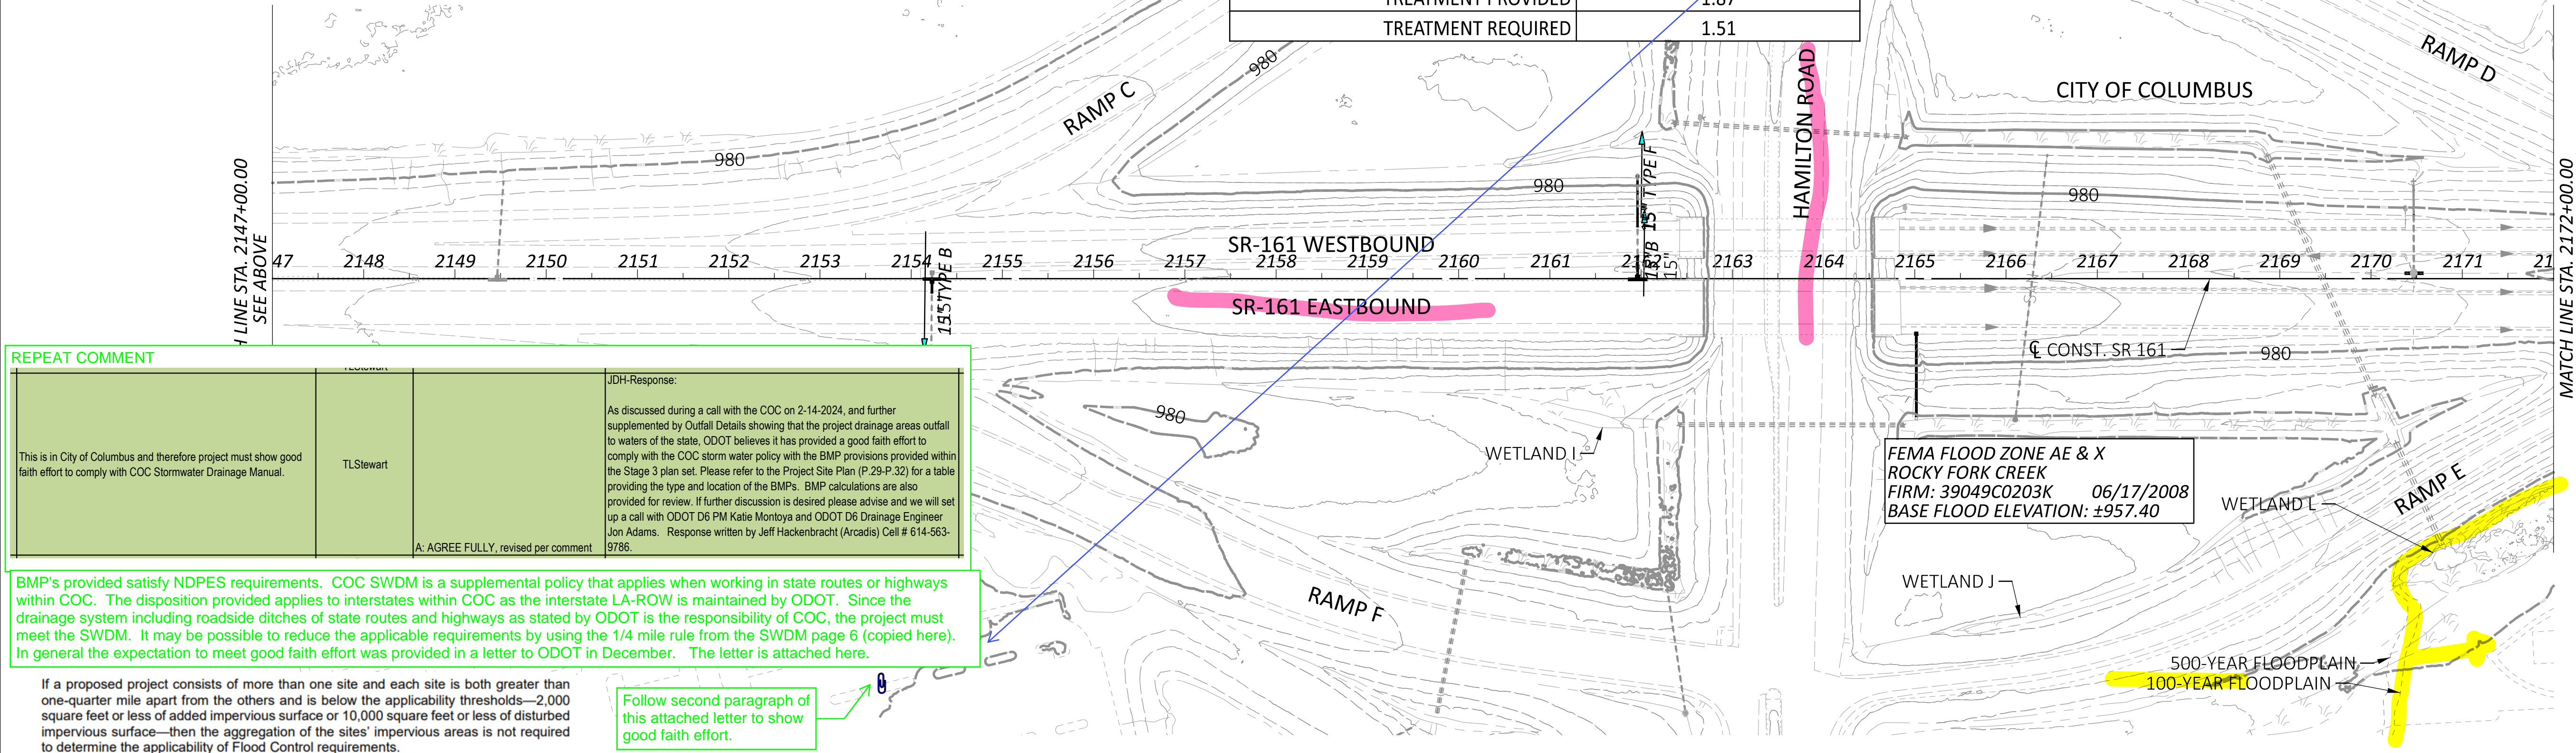 TREATMENT PROVIDED 1.87
TREATMENT REQUIRED 1.51
RAMP C
980
HAMILTON ROAD
CITY OF COLUMBUS
RAMP D
980
980
980
MATCH LINE STA. 2172+00.00
H LINE STA. 2147+00.00
SEE ABOVE
SR-161 WESTBOUND
47 2148 2149 2150 2151 2152 2153 2154 2155 2156 2157 2158 2159 2160 2161 2162 2163 2164 2165 2166 2167 2168 2169 2170 2171 21
TYPE B
15" TYPE F
15"
SR-161 EASTBOUND
℄ CONST. SR 161
980
980
WETLAND I
FEMA FLOOD ZONE AE & X
ROCKY FORK CREEK
FIRM: 39049C0203K 06/17/2008
BASE FLOOD ELEVATION: ±957.40
RAMP E
WETLAND L
WETLAND J
RAMP F
500-YEAR FLOODPLAIN
100-YEAR FLOODPLAIN
REPEAT COMMENT
TLStewart
This is in City of Columbus and therefore project must show good
faith effort to comply with COC Stormwater Drainage Manual.
TLStewart
A: AGREE FULLY, revised per comment
JDH-Response:
As discussed during a call with the COC on 2-14-2024, and further
supplemented by Outfall Details showing that the project drainage areas outfall
to waters of the state, ODOT believes it has provided a good faith effort to
comply with the COC storm water policy with the BMP provisions provided within
the Stage 3 plan set. Please refer to the Project Site Plan (P.29-P.32) for a table
providing the type and location of the BMPs. BMP calculations are also
provided for review. If further discussion is desired please advise and we will set
up a call with ODOT D6 PM Katie Montoya and ODOT D6 Drainage Engineer
Jon Adams. Response written by Jeff Hackenbracht (Arcadis) Cell # 614-563-
9786.
BMP's provided satisfy NDPES requirements. COC SWDM is a supplemental policy that applies when working in state routes or highways
within COC. The disposition provided applies to interstates within COC as the interstate LA-ROW is maintained by ODOT. Since the
drainage system including roadside ditches of state routes and highways as stated by ODOT is the responsibility of COC, the project must
meet the SWDM. It may be possible to reduce the applicable requirements by using the 1/4 mile rule from the SWDM page 6 (copied here).
In general the expectation to meet good faith effort was provided in a letter to ODOT in December. The letter is attached here.
If a proposed project consists of more than one site and each site is both greater than
one-quarter mile apart from the others and is below the applicability thresholds—2,000
square feet or less of added impervious surface or 10,000 square feet or less of disturbed
impervious surface—then the aggregation of the sites' impervious areas is not required
to determine the applicability of Flood Control requirements.
Follow second paragraph of
this attached letter to show
good faith effort.